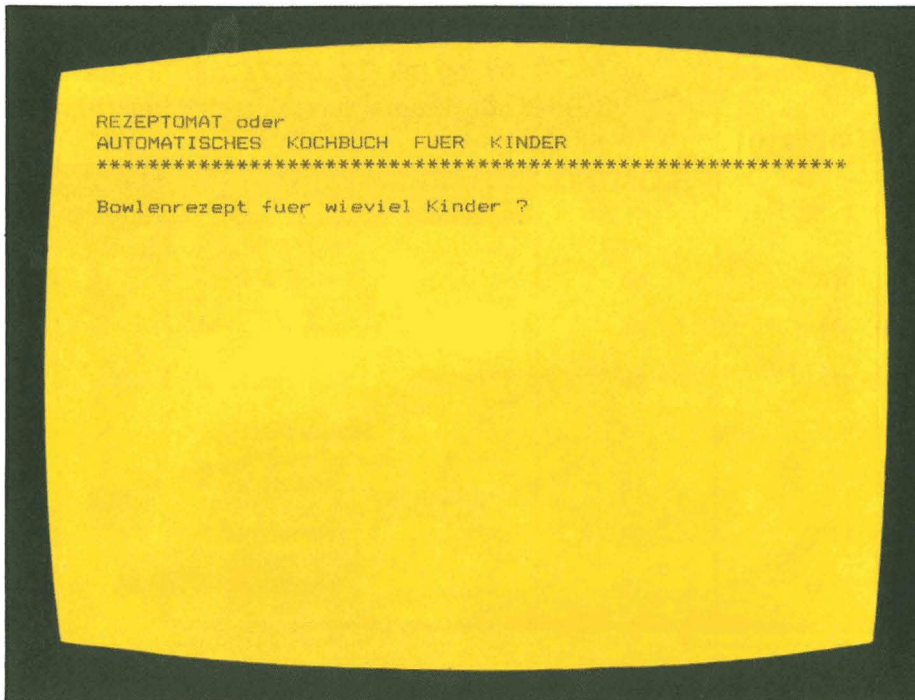 REZEPTOMAT oder
AUTOMATISCHES KOCHBUCH FUER KINDER
***********************************************************
Bowlenrezept fuer wieviel Kinder ?